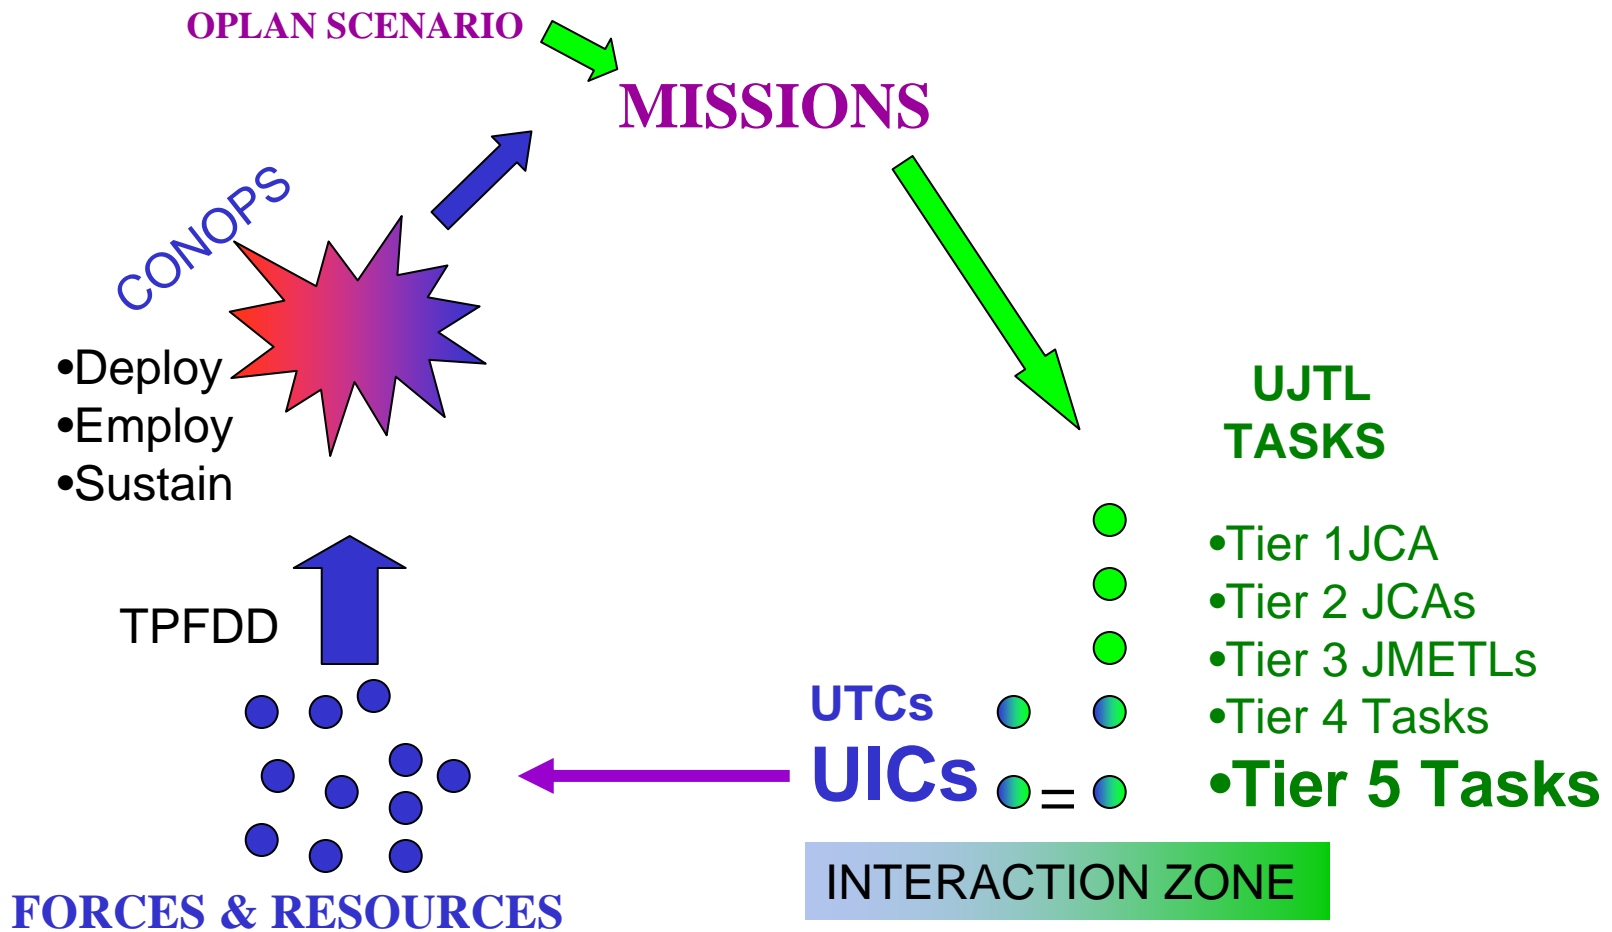 OPLAN SCENARIO
MISSIONS
CONOPS
•Deploy
•Employ
•Sustain
UJTL
TASKS
•Tier 1JCA
•Tier 2 JCAs
•Tier 3 JMETLs
•Tier 4 Tasks
•Tier 5 Tasks
TPFDD
UTCs
UICs
=
INTERACTION ZONE
FORCES & RESOURCES